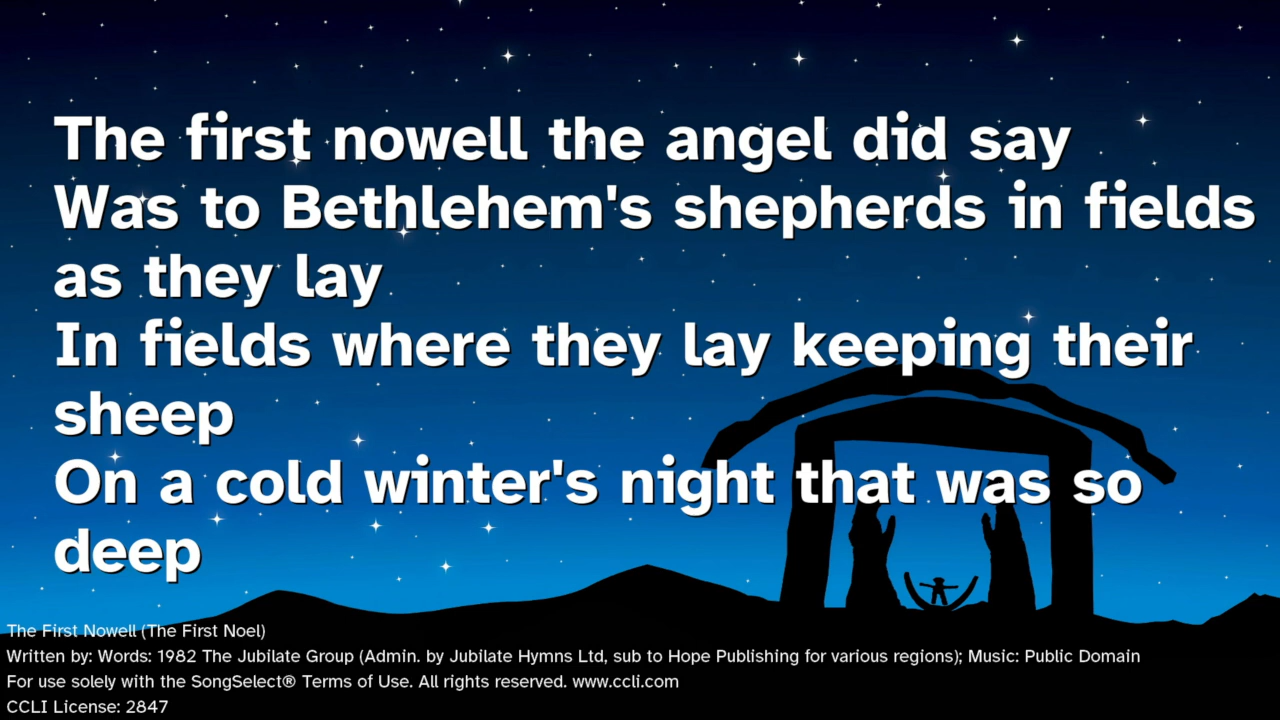 The first nowell the angel did say
Was to Bethlehem's shepherds in fields
as they lay
In fields where they lay keeping their
sheep
On a cold winter's night that was so
deep
The First Nowell (The First Noel)
Written by: Words: 1982 The Jubilate Group (Admin. by Jubilate Hymns Ltd, sub to Hope Publishing for various regions); Music: Public Domain
For use solely with the SongSelect® Terms of Use. All rights reserved. www.ccli.com
CCLI License: 2847